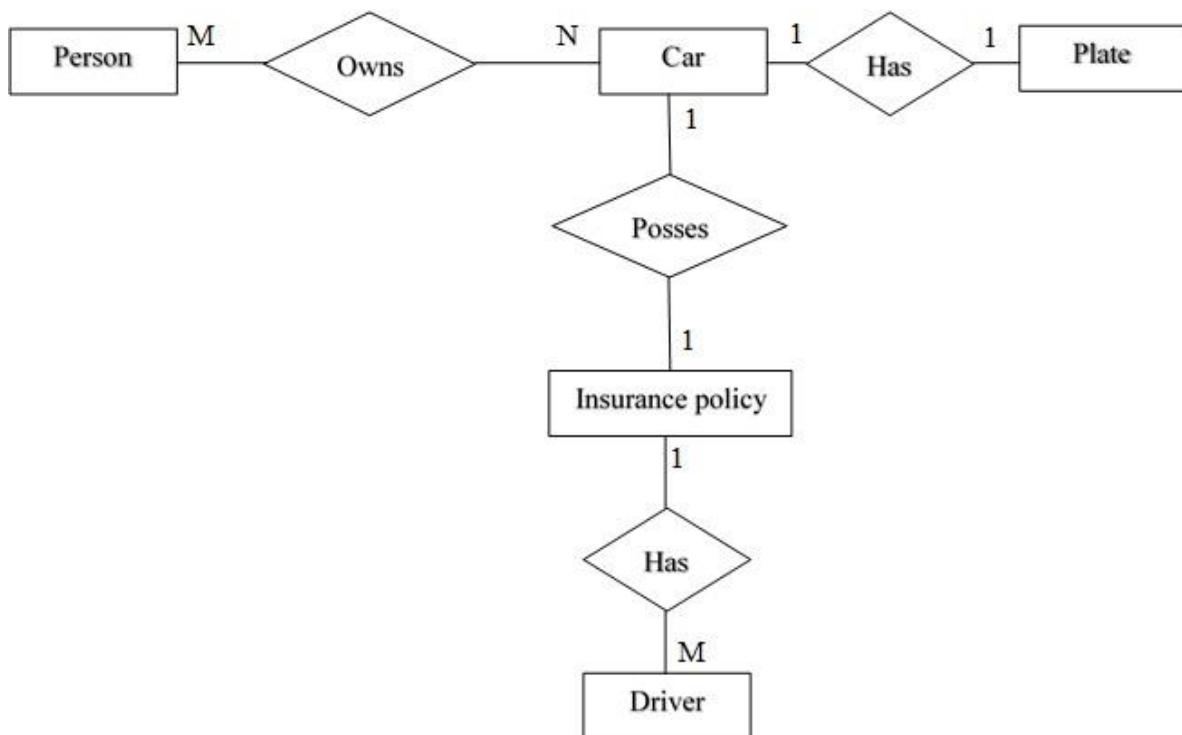 Person
M
Owns
N
Car
1
Has
1
Plate
1
Posses
1
Insurance policy
1
Has
M
Driver